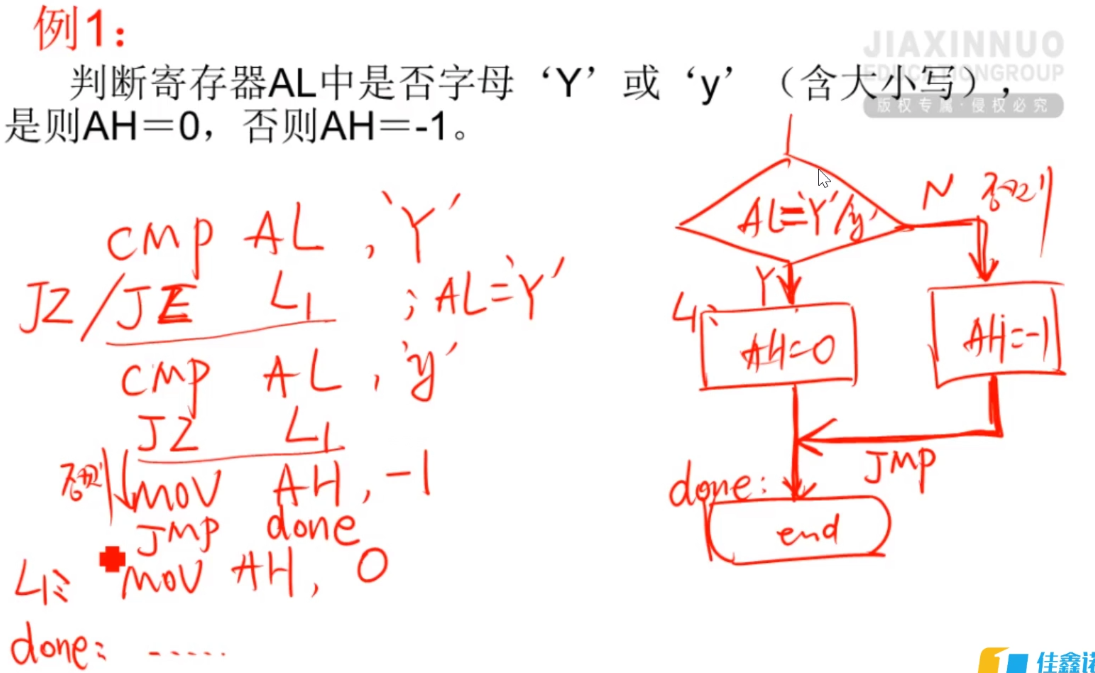 例1：
JIAXINNUO
EDUCATIONGROUP
版权专属·侵权必究
判断寄存器AL中是否字母‘Y’或‘y’（含大小写），
是则AH＝0，否则AH＝-1。
CMP AL , 'Y'
JZ/JE L1 ; AL='Y'
CMP AL , 'y'
JZ L1
否则 MOV AH , -1
JMP done
L1: MOV AH, 0
done: .....
AL='Y'/'y'
N 否则
Y
L1:
AH=0
AH=-1
JMP
done:
end
佳鑫诺